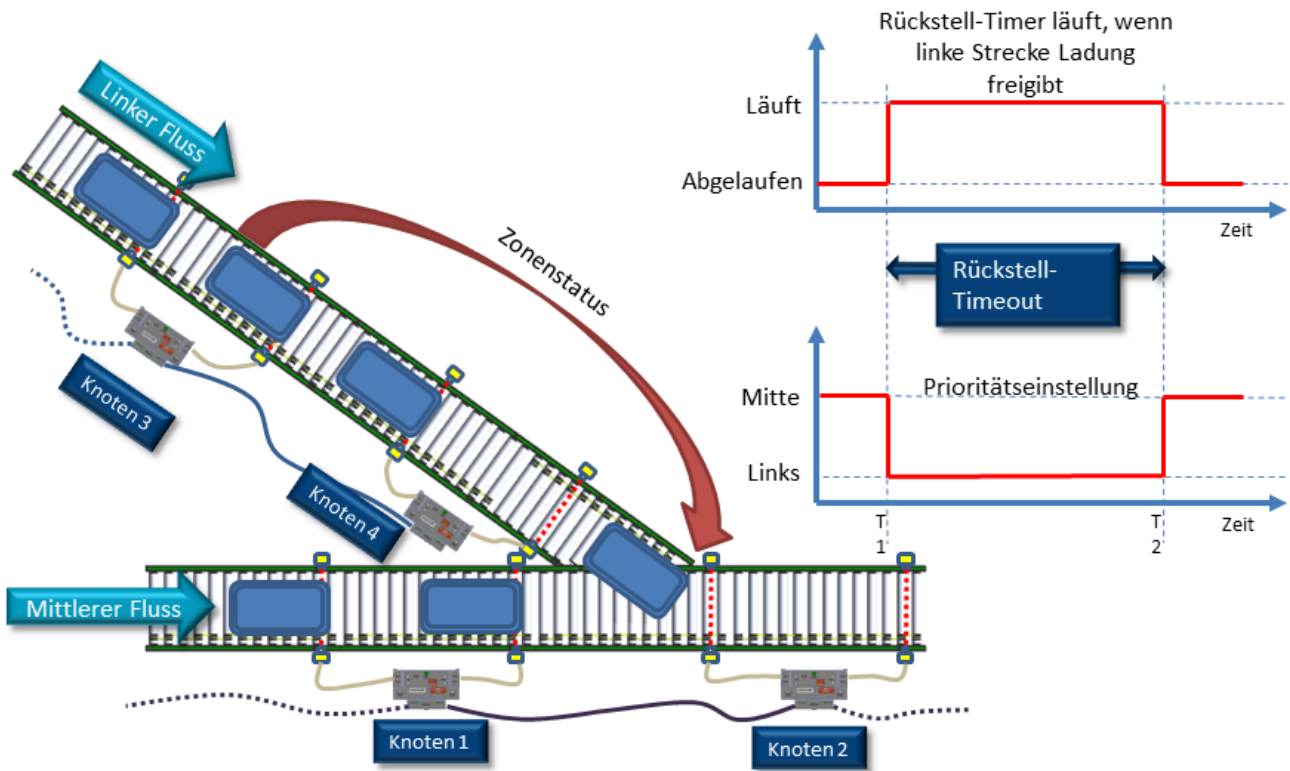 Linker Fluss
Zonenstatus
Knoten 3
Knoten 4
Mittlerer Fluss
Knoten 1
Knoten 2
Rückstell-Timer läuft, wenn
linke Strecke Ladung
freigibt
Läuft
Abgelaufen
Zeit
Rückstell-
Timeout
Mitte
Prioritätseinstellung
Links
T
1
T
2
Zeit